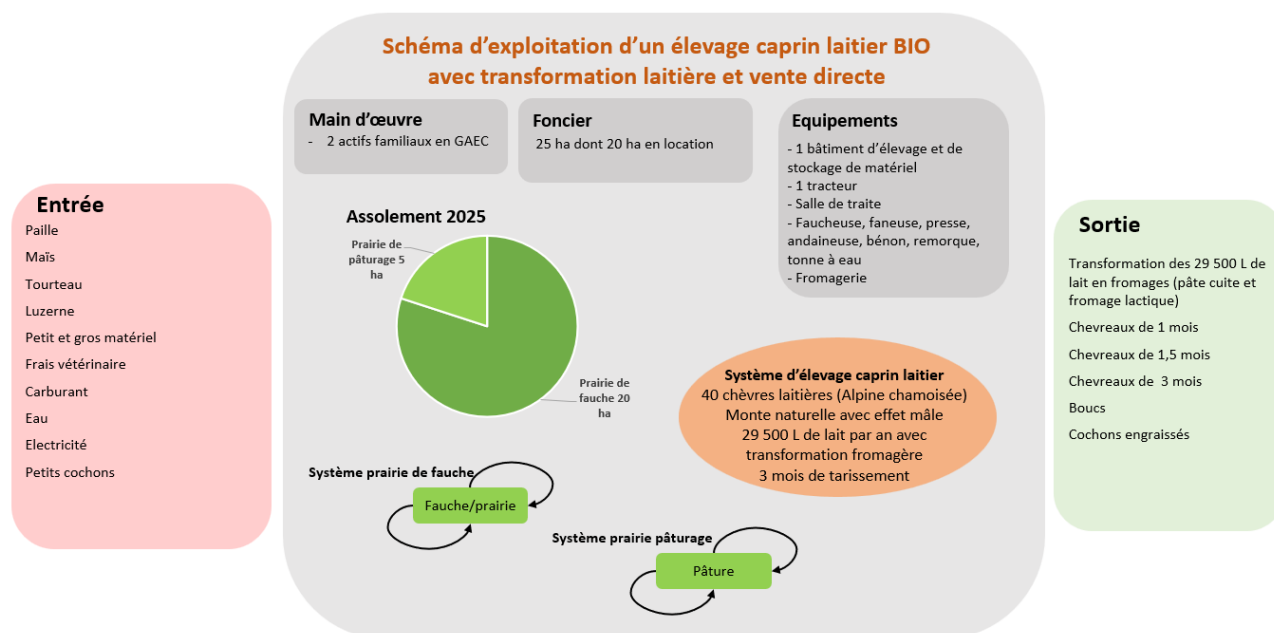 Schéma d'exploitation d'un élevage caprin laitier BIO
avec transformation laitière et vente directe
Main d'œuvre
- 2 actifs familiaux en GAEC
Foncier
25 ha dont 20 ha en location
Equipements
- 1 bâtiment d'élevage et de
stockage de matériel
- 1 tracteur
- Salle de traite
- Faucheuse, faneuse, presse,
andaineuse, bénon, remorque,
tonne à eau
- Fromagerie
Entrée
Paille
Maïs
Tourteau
Luzerne
Petit et gros matériel
Frais vétérinaire
Carburant
Eau
Electricité
Petits cochons
Assolement 2025
Prairie de
pâturage 5
ha
Prairie de
fauche 20
ha
Système d'élevage caprin laitier
40 chèvres laitières (Alpine chamoisée)
Monte naturelle avec effet mâle
29 500 L de lait par an avec
transformation fromagère
3 mois de tarissement
Système prairie de fauche
Fauche/prairie
Système prairie pâturage
Pâture
Sortie
Transformation des 29 500 L de
lait en fromages (pâte cuite et
fromage lactique)
Chevreaux de 1 mois
Chevreaux de 1,5 mois
Chevreaux de 3 mois
Boucs
Cochons engraissés